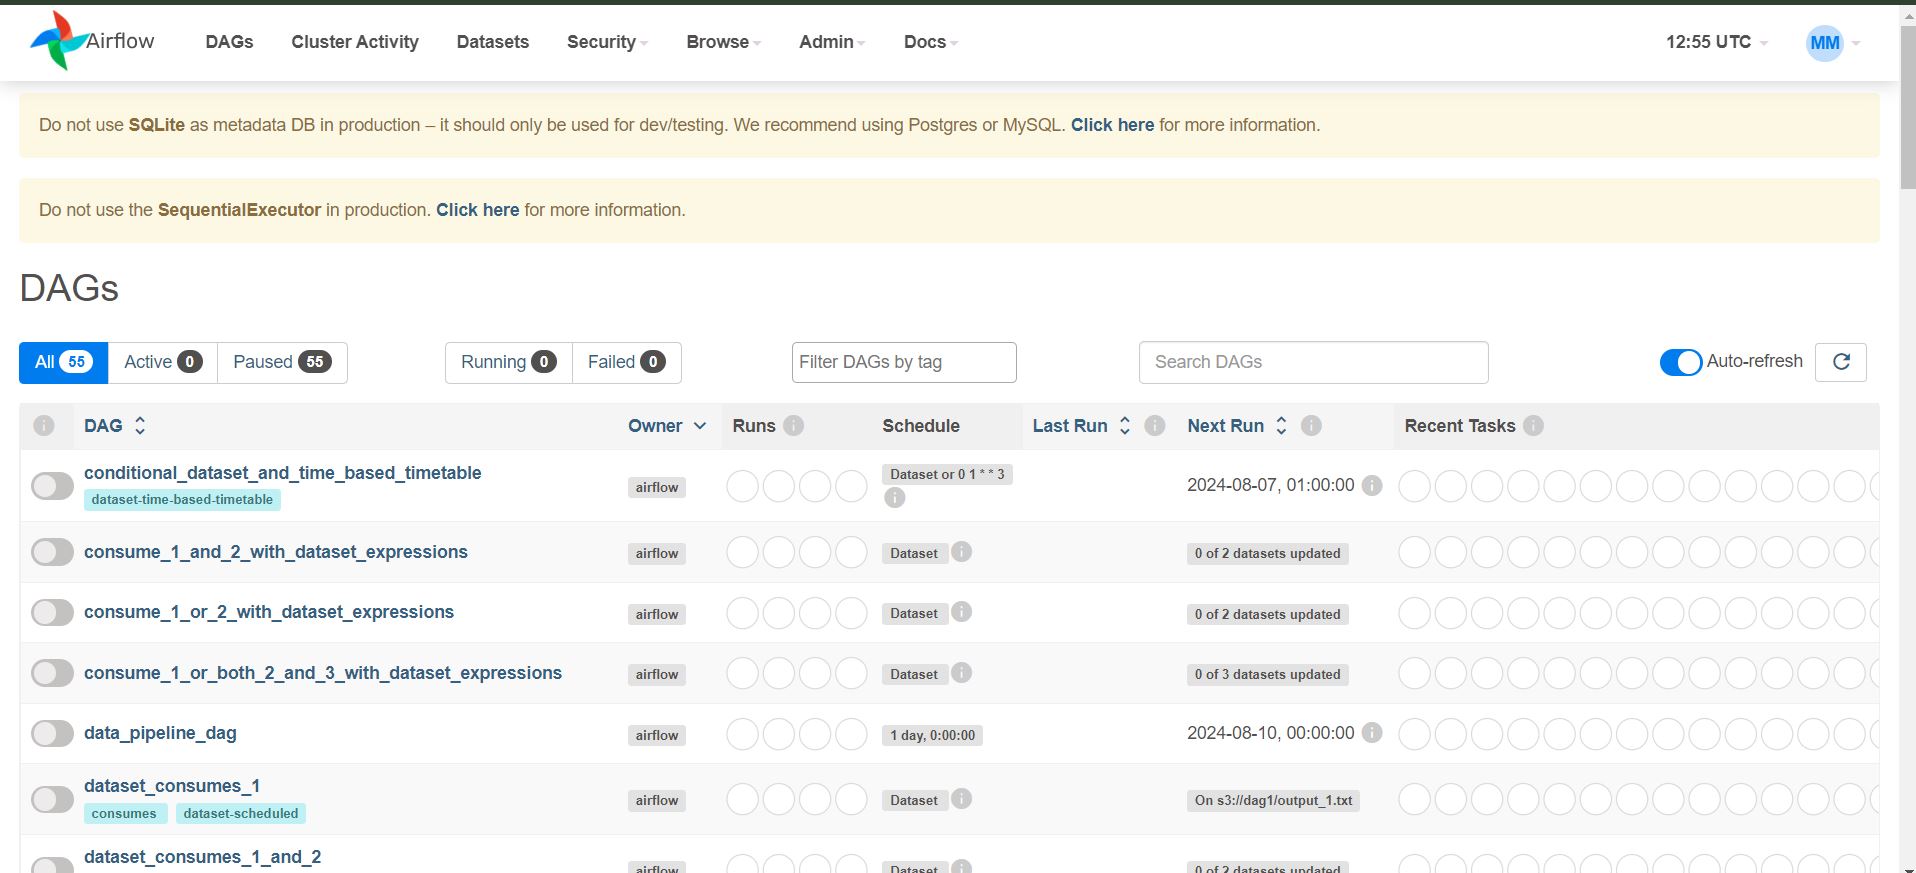 Airflow DAGs Cluster Activity Datasets Security Browse Admin Docs 12:55 UTC MM
Do not use SQLite as metadata DB in production – it should only be used for dev/testing. We recommend using Postgres or MySQL. Click here for more information.
Do not use the SequentialExecutor in production. Click here for more information.
DAGs
All 55 Active 0 Paused 55 Running 0 Failed 0 Filter DAGs by tag Search DAGs Auto-refresh
DAG Owner Runs Schedule Last Run Next Run Recent Tasks
conditional_dataset_and_time_based_timetable airflow Dataset or 0 1 * * 3 2024-08-07, 01:00:00
dataset-time-based-timetable
consume_1_and_2_with_dataset_expressions airflow Dataset 0 of 2 datasets updated
consume_1_or_2_with_dataset_expressions airflow Dataset 0 of 2 datasets updated
consume_1_or_both_2_and_3_with_dataset_expressions airflow Dataset 0 of 3 datasets updated
data_pipeline_dag airflow 1 day, 0:00:00 2024-08-10, 00:00:00
dataset_consumes_1 airflow Dataset On s3://dag1/output_1.txt
consumes dataset-scheduled
dataset_consumes_1_and_2 airflow Dataset 0 of 2 datasets updated